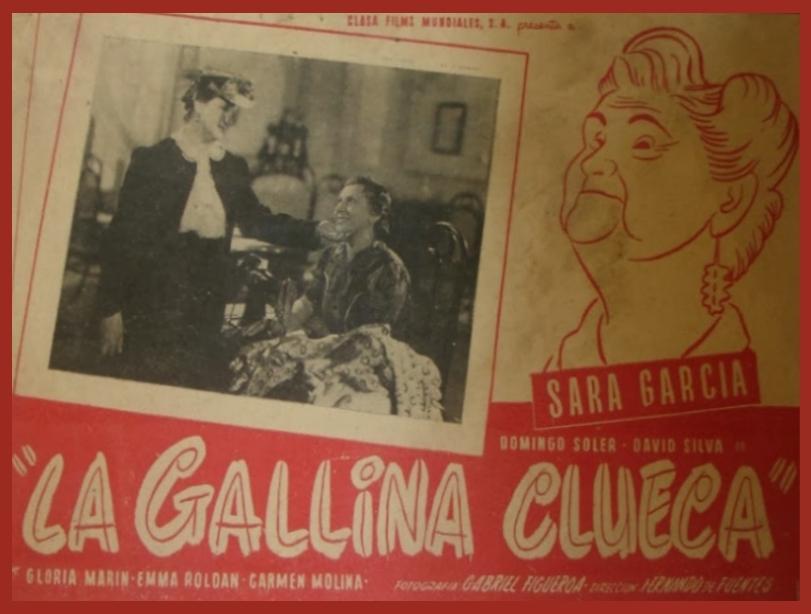 CLASA FILMS MUNDIALES, S. A. presenta a
SARA GARCIA
DOMINGO SOLER · DAVID SILVA en
"LA GALLINA CLUECA"
GLORIA MARIN · EMMA ROLDAN · CARMEN MOLINA ·
FOTOGRAFIA: GABRIEL FIGUEROA · DIRECCION: FERNANDO DE FUENTES